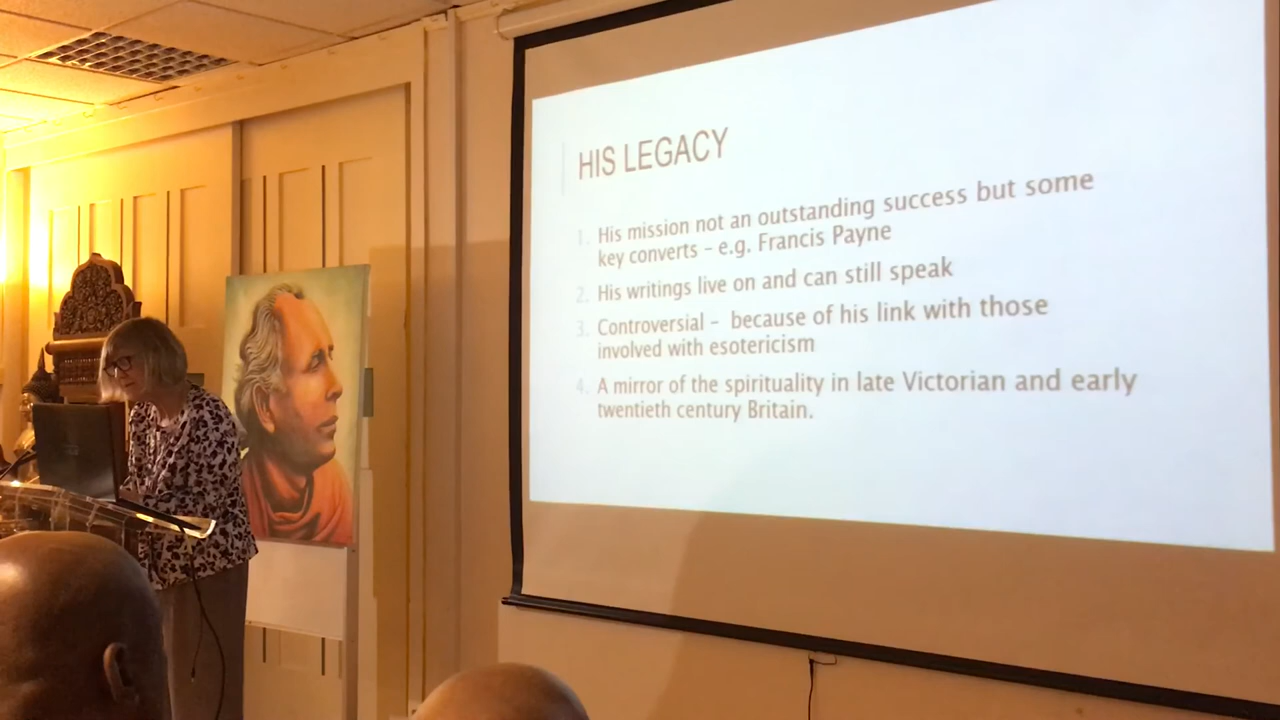 HIS LEGACY
1. His mission not an outstanding success but some
key converts – e.g. Francis Payne
2. His writings live on and can still speak
3. Controversial – because of his link with those
involved with esotericism
4. A mirror of the spirituality in late Victorian and early
twentieth century Britain.